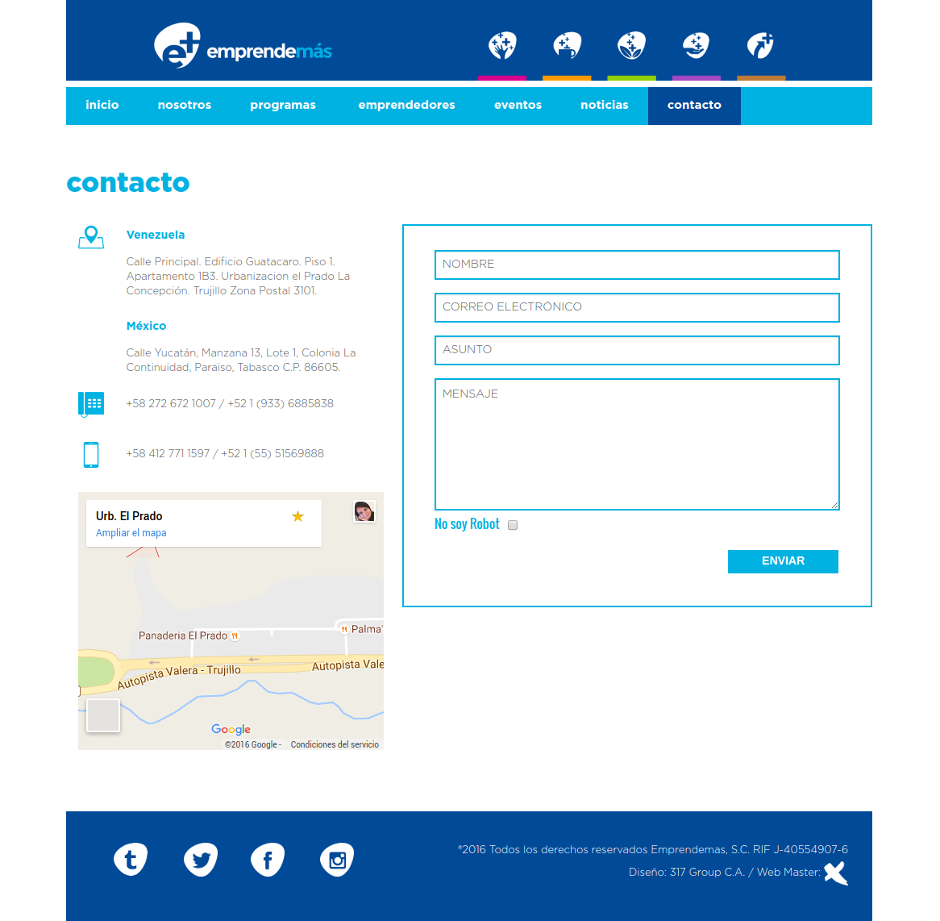 e+ emprendemás
inicio nosotros programas emprendedores eventos noticias contacto
contacto
Venezuela
Calle Principal. Edificio Guatacaro. Piso 1.
Apartamento 1B3. Urbanizacion el Prado La
Concepción. Trujillo Zona Postal 3101.
México
Calle Yucatán, Manzana 13, Lote 1, Colonia La
Continuidad, Paraiso, Tabasco C.P. 86605.
+58 272 672 1007 / +52 1 (933) 6885838
+58 412 771 1597 / +52 1 (55) 51569888
Urb. El Prado
Ampliar el mapa
Panaderia El Prado
Palma'
Autopista Valera - Trujillo
Autopista Vale
Google
©2016 Google - Condiciones del servicio
NOMBRE
CORREO ELECTRÓNICO
ASUNTO
MENSAJE
No soy Robot
ENVIAR
®2016 Todos los derechos reservados Emprendemas, S.C. RIF J-40554907-6
Diseño: 317 Group C.A. / Web Master: